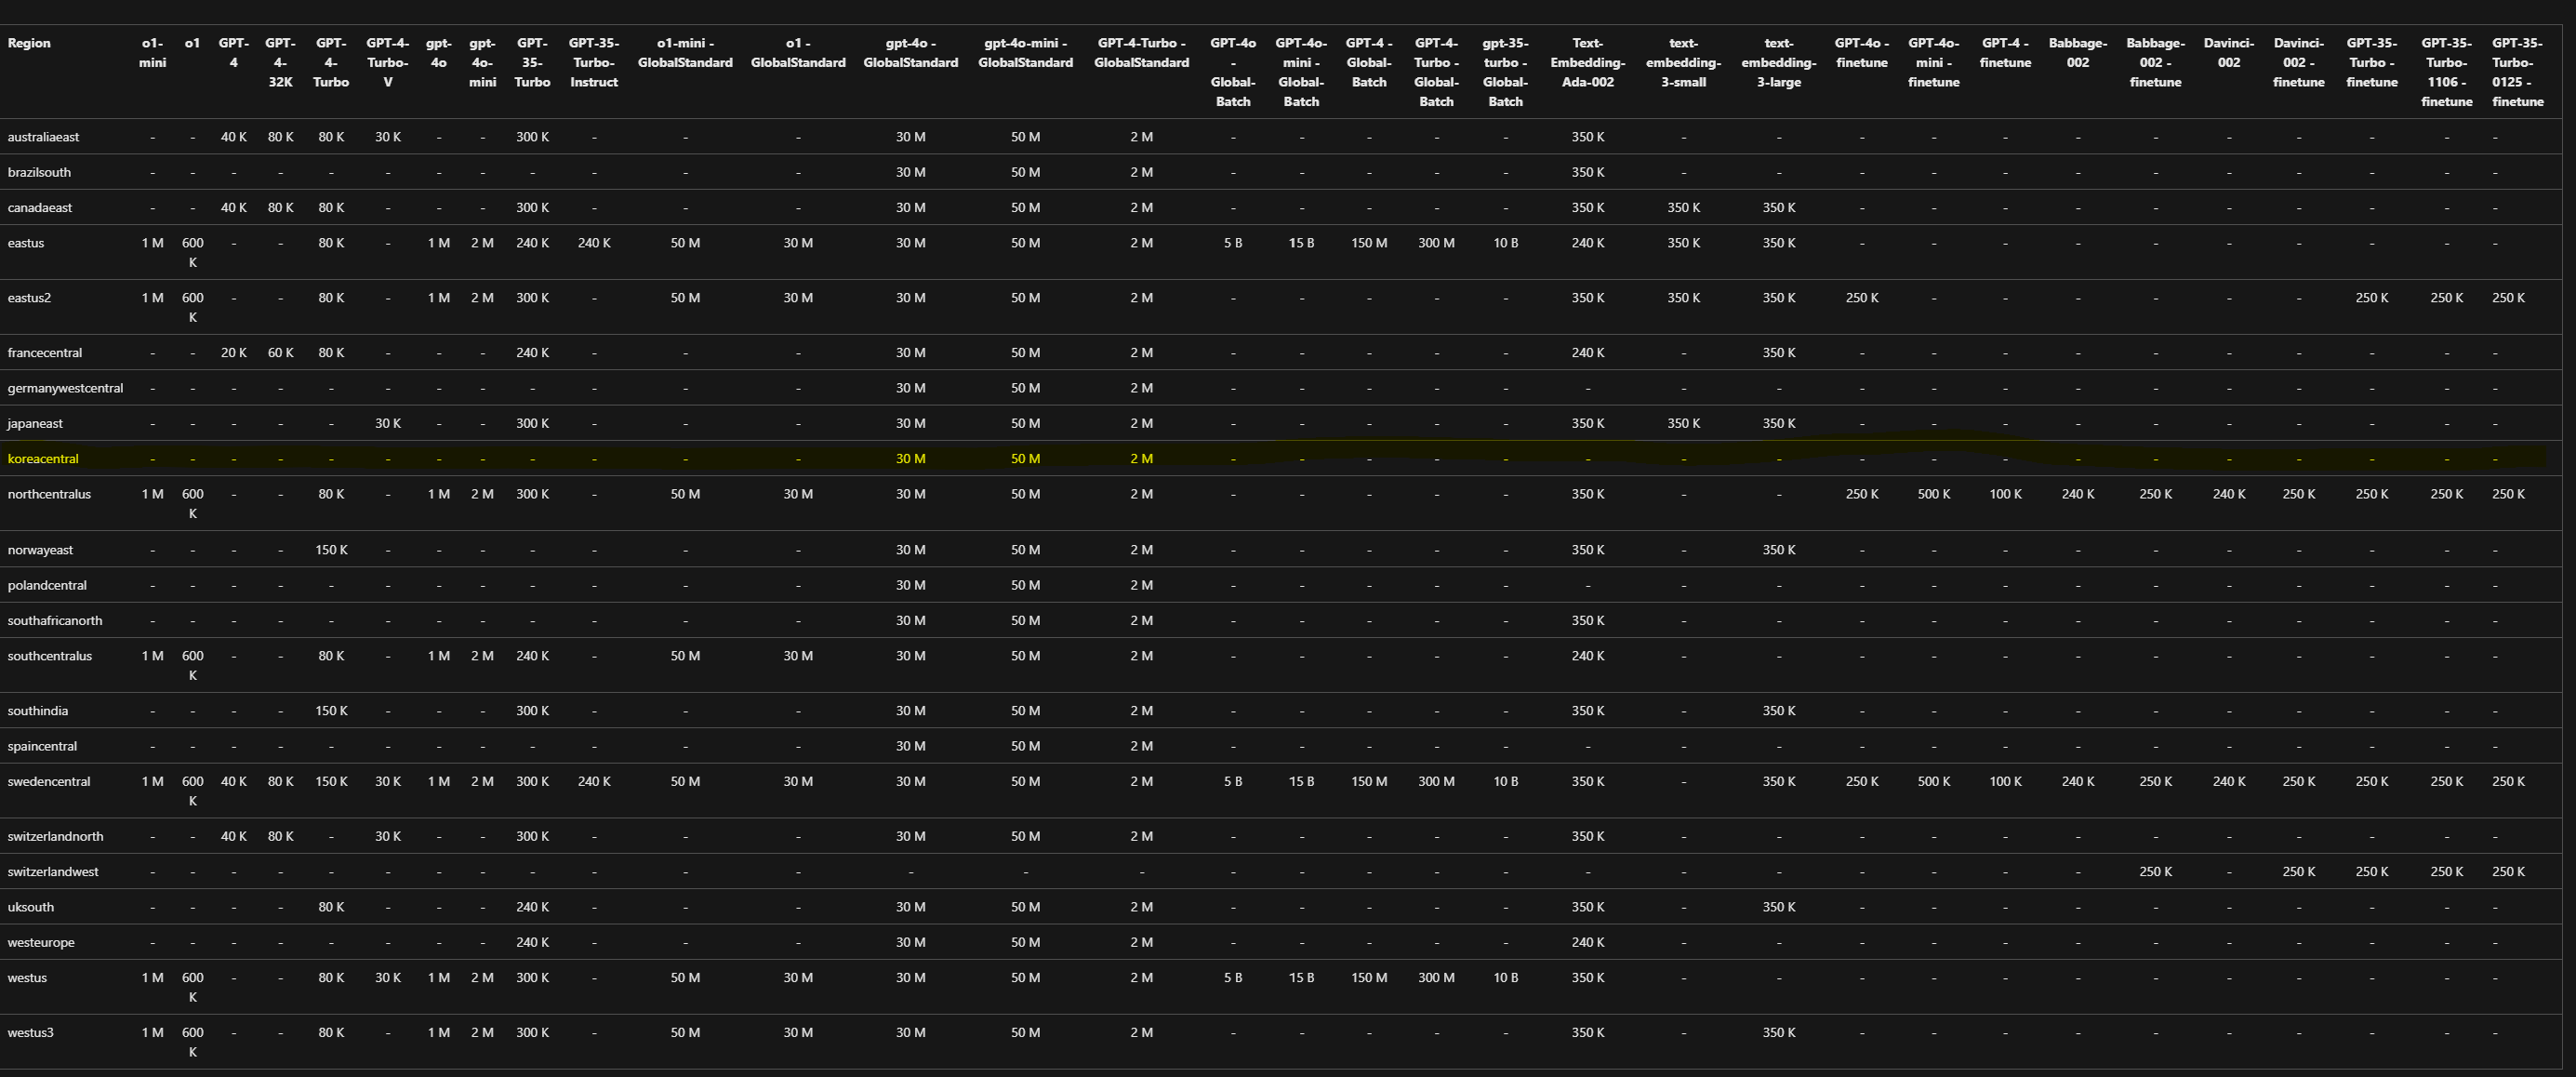 Region o1-mini o1 GPT-4 GPT-4-32K GPT-4-Turbo GPT-4-Turbo-V gpt-4o gpt-4o-mini GPT-35-Turbo GPT-35-Turbo-Instruct o1-mini - GlobalStandard o1 - GlobalStandard gpt-4o - GlobalStandard gpt-4o-mini - GlobalStandard GPT-4-Turbo - GlobalStandard GPT-4o - Global-Batch GPT-4o-mini - Global-Batch GPT-4 - Global-Batch GPT-4-Turbo - Global-Batch gpt-35-turbo - Global-Batch Text-Embedding-Ada-002 text-embedding-3-small text-embedding-3-large GPT-4o - finetune GPT-4o-mini - finetune GPT-4 - finetune Babbage-002 Babbage-002 - finetune Davinci-002 Davinci-002 - finetune GPT-35-Turbo - finetune GPT-35-Turbo-1106 - finetune GPT-35-Turbo-0125 - finetune
australiaeast - - 40 K 80 K 80 K 30 K - - 300 K - - - 30 M 50 M 2 M - - - - - 350 K - - - - - - - - - - - -
brazilsouth - - - - - - - - - - - - 30 M 50 M 2 M - - - - - 350 K - - - - - - - - - - - -
canadaeast - - 40 K 80 K 80 K - - - 300 K - - - 30 M 50 M 2 M - - - - - 350 K 350 K 350 K - - - - - - - - - -
eastus 1 M 600 K - - 80 K - 1 M 2 M 240 K 240 K 50 M 30 M 30 M 50 M 2 M 5 B 15 B 150 M 300 M 10 B 240 K 350 K 350 K - - - - - - - - - -
eastus2 1 M 600 K - - 80 K - 1 M 2 M 300 K - 50 M 30 M 30 M 50 M 2 M - - - - - 350 K 350 K 350 K 250 K - - - - - - 250 K 250 K 250 K
francecentral - - 20 K 60 K 80 K - - - 240 K - - - 30 M 50 M 2 M - - - - - 240 K - 350 K - - - - - - - - - -
germanywestcentral - - - - - - - - - - - - 30 M 50 M 2 M - - - - - - - - - - - - - - - - - -
japaneast - - - - - 30 K - - 300 K - - - 30 M 50 M 2 M - - - - - 350 K 350 K 350 K - - - - - - - - - -
koreacentral - - - - - - - - - - - - 30 M 50 M 2 M - - - - - - - - - - - - - - - - - -
northcentralus 1 M 600 K - - 80 K - 1 M 2 M 300 K - 50 M 30 M 30 M 50 M 2 M - - - - - 350 K - - 250 K 500 K 100 K 240 K 250 K 240 K 250 K 250 K 250 K 250 K
norwayeast - - - - 150 K - - - - - - - 30 M 50 M 2 M - - - - - 350 K - 350 K - - - - - - - - - -
polandcentral - - - - - - - - - - - - 30 M 50 M 2 M - - - - - - - - - - - - - - - - - -
southafricanorth - - - - - - - - - - - - 30 M 50 M 2 M - - - - - 350 K - - - - - - - - - - - -
southcentralus 1 M 600 K - - 80 K - 1 M 2 M 240 K - 50 M 30 M 30 M 50 M 2 M - - - - - 240 K - - - - - - - - - - - -
southindia - - - - 150 K - - - 300 K - - - 30 M 50 M 2 M - - - - - 350 K - 350 K - - - - - - - - - -
spaincentral - - - - - - - - - - - - 30 M 50 M 2 M - - - - - - - - - - - - - - - - - -
swedencentral 1 M 600 K 40 K 80 K 150 K 30 K 1 M 2 M 300 K 240 K 50 M 30 M 30 M 50 M 2 M 5 B 15 B 150 M 300 M 10 B 350 K - 350 K 250 K 500 K 100 K 240 K 250 K 240 K 250 K 250 K 250 K 250 K
switzerlandnorth - - 40 K 80 K - 30 K - - 300 K - - - 30 M 50 M 2 M - - - - - 350 K - - - - - - - - - - - -
switzerlandwest - - - - - - - - - - - - - - - - - - - - - - - - - - - 250 K - 250 K 250 K 250 K 250 K
uksouth - - - - 80 K - - - 240 K - - - 30 M 50 M 2 M - - - - - 350 K - 350 K - - - - - - - - - -
westeurope - - - - - - - - 240 K - - - 30 M 50 M 2 M - - - - - 240 K - - - - - - - - - - - -
westus 1 M 600 K - - 80 K 30 K 1 M 2 M 300 K - 50 M 30 M 30 M 50 M 2 M 5 B 15 B 150 M 300 M 10 B 350 K - - - - - - - - - - - -
westus3 1 M 600 K - - 80 K - 1 M 2 M 300 K - 50 M 30 M 30 M 50 M 2 M - - - - - 350 K - 350 K - - - - - - - - - -